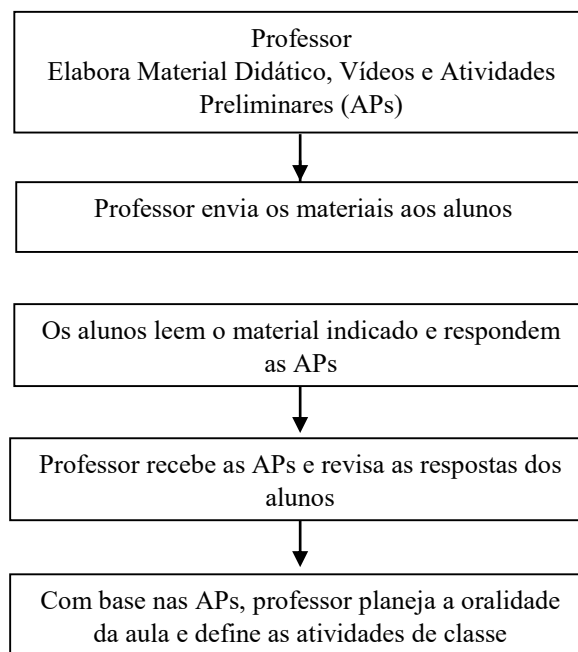 Professor
Elabora Material Didático, Vídeos e Atividades
Preliminares (APs)
Professor envia os materiais aos alunos
Os alunos leem o material indicado e respondem
as APs
Professor recebe as APs e revisa as respostas dos
alunos
Com base nas APs, professor planeja a oralidade
da aula e define as atividades de classe